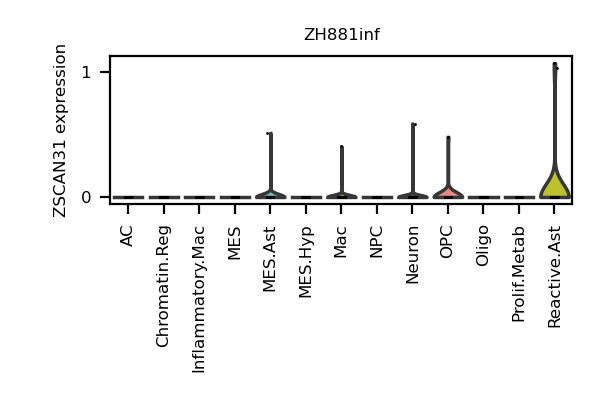 ZH881inf
ZSCAN31 expression
1
0
AC
Chromatin.Reg
Inflammatory.Mac
MES
MES.Ast
MES.Hyp
Mac
NPC
Neuron
OPC
Oligo
Prolif.Metab
Reactive.Ast